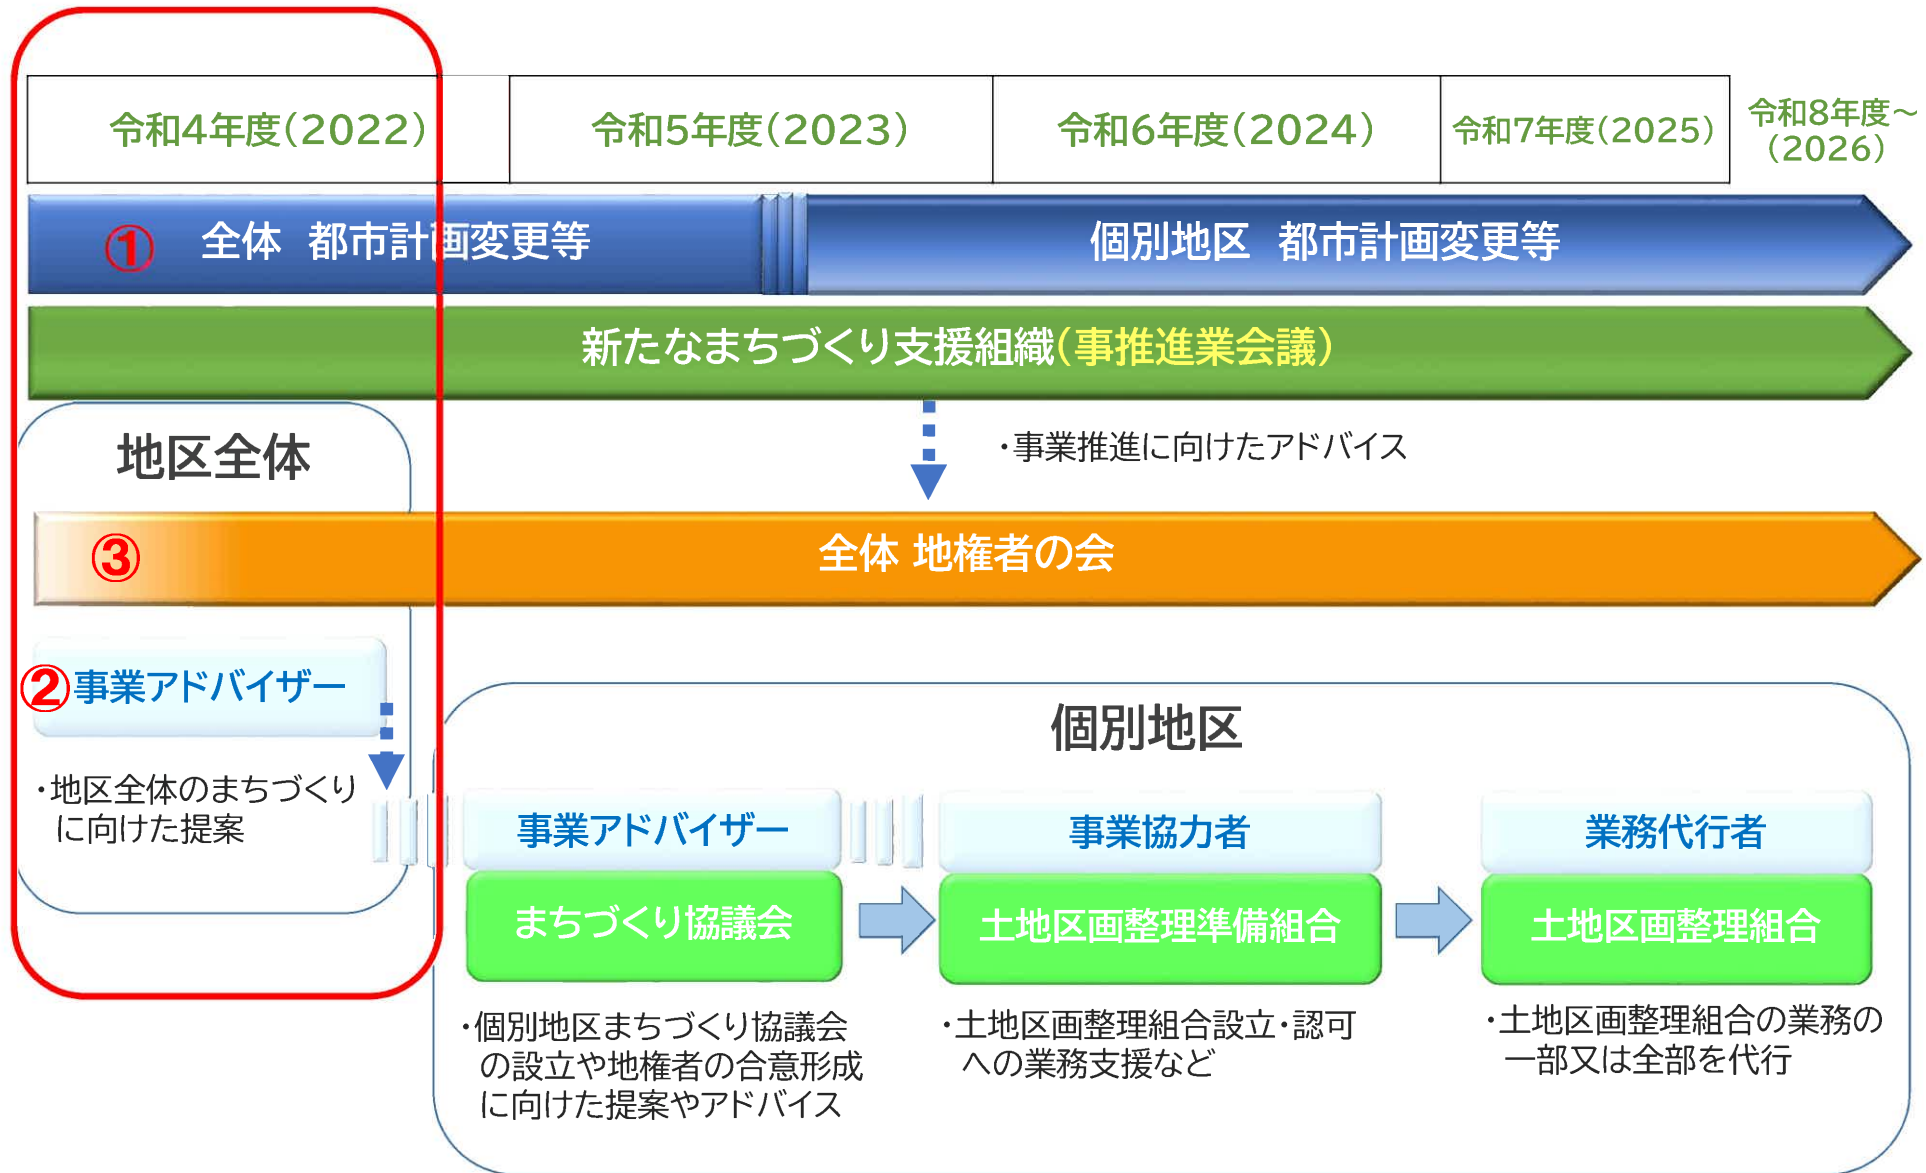 令和4年度(2022)
令和5年度(2023)
令和6年度(2024)
令和7年度(2025)
令和8年度～
(2026)
① 全体 都市計画変更等
個別地区 都市計画変更等
新たなまちづくり支援組織(事推進業会議)
地区全体
・事業推進に向けたアドバイス
③
全体 地権者の会
②事業アドバイザー
・地区全体のまちづくり
に向けた提案
個別地区
事業アドバイザー
事業協力者
業務代行者
まちづくり協議会
土地区画整理準備組合
土地区画整理組合
・個別地区まちづくり協議会
の設立や地権者の合意形成
に向けた提案やアドバイス
・土地区画整理組合設立・認可
への業務支援など
・土地区画整理組合の業務の
一部又は全部を代行